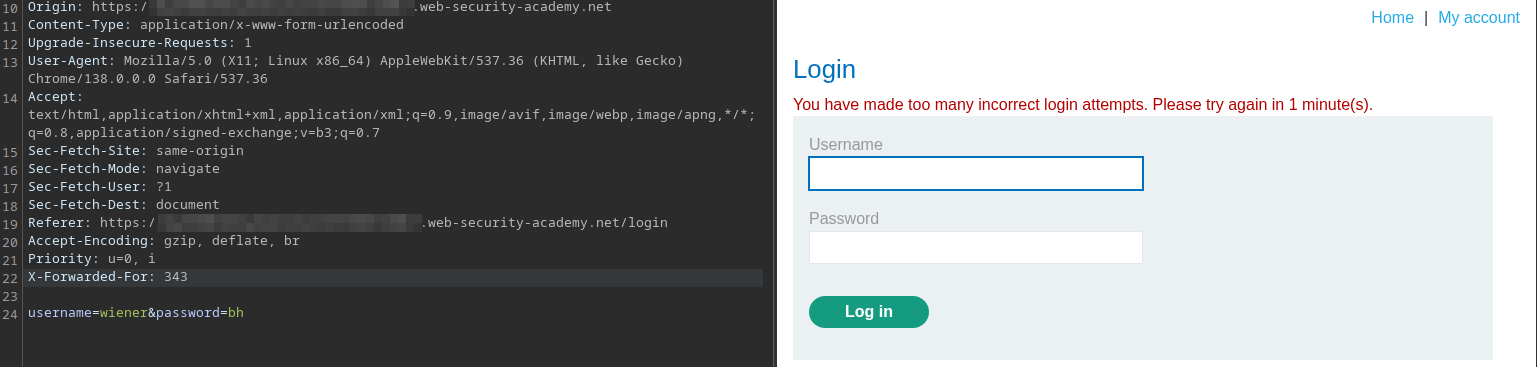 10 Origin: https:/ .web-security-academy.net
11 Content-Type: application/x-www-form-urlencoded
12 Upgrade-Insecure-Requests: 1
13 User-Agent: Mozilla/5.0 (X11; Linux x86_64) AppleWebKit/537.36 (KHTML, like Gecko)
Chrome/138.0.0.0 Safari/537.36
14 Accept:
text/html,application/xhtml+xml,application/xml;q=0.9,image/avif,image/webp,image/apng,*/*;
q=0.8,application/signed-exchange;v=b3;q=0.7
15 Sec-Fetch-Site: same-origin
16 Sec-Fetch-Mode: navigate
17 Sec-Fetch-User: ?1
18 Sec-Fetch-Dest: document
19 Referer: https:/ .web-security-academy.net/login
20 Accept-Encoding: gzip, deflate, br
21 Priority: u=0, i
22 X-Forwarded-For: 343
23
24 username=wiener&password=bh
Home | My account
Login
You have made too many incorrect login attempts. Please try again in 1 minute(s).
Username
Password
Log in